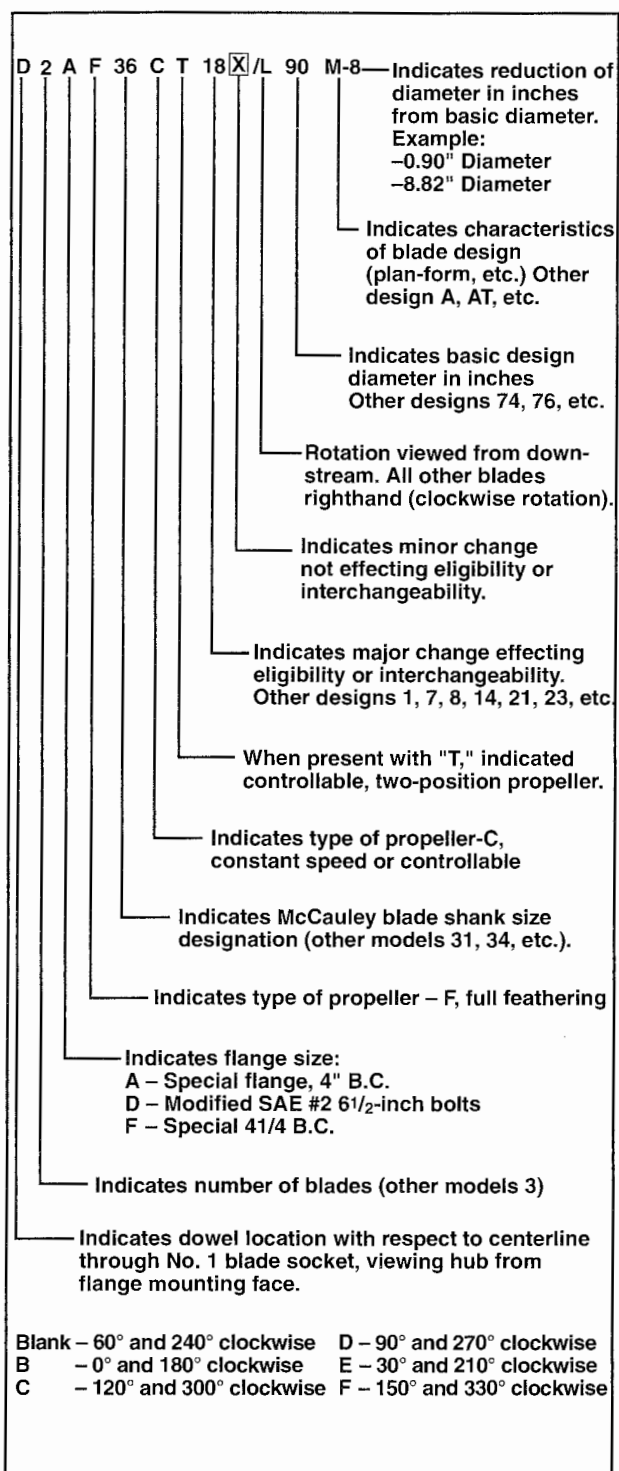 D 2 A F 36 C T 18 X /L 90 M-8
Indicates reduction of
diameter in inches
from basic diameter.
Example:
–0.90" Diameter
–8.82" Diameter
Indicates characteristics
of blade design
(plan-form, etc.) Other
design A, AT, etc.
Indicates basic design
diameter in inches
Other designs 74, 76, etc.
Rotation viewed from down-
stream. All other blades
righthand (clockwise rotation).
Indicates minor change
not effecting eligibility or
interchangeability.
Indicates major change effecting
eligibility or interchangeability.
Other designs 1, 7, 8, 14, 21, 23, etc.
When present with "T," indicated
controllable, two-position propeller.
Indicates type of propeller-C,
constant speed or controllable
Indicates McCauley blade shank size
designation (other models 31, 34, etc.).
Indicates type of propeller – F, full feathering
Indicates flange size:
A – Special flange, 4" B.C.
D – Modified SAE #2 6 1/2-inch bolts
F – Special 41/4 B.C.
Indicates number of blades (other models 3)
Indicates dowel location with respect to centerline
through No. 1 blade socket, viewing hub from
flange mounting face.
Blank – 60° and 240° clockwise D – 90° and 270° clockwise
B – 0° and 180° clockwise E – 30° and 210° clockwise
C – 120° and 300° clockwise F – 150° and 330° clockwise